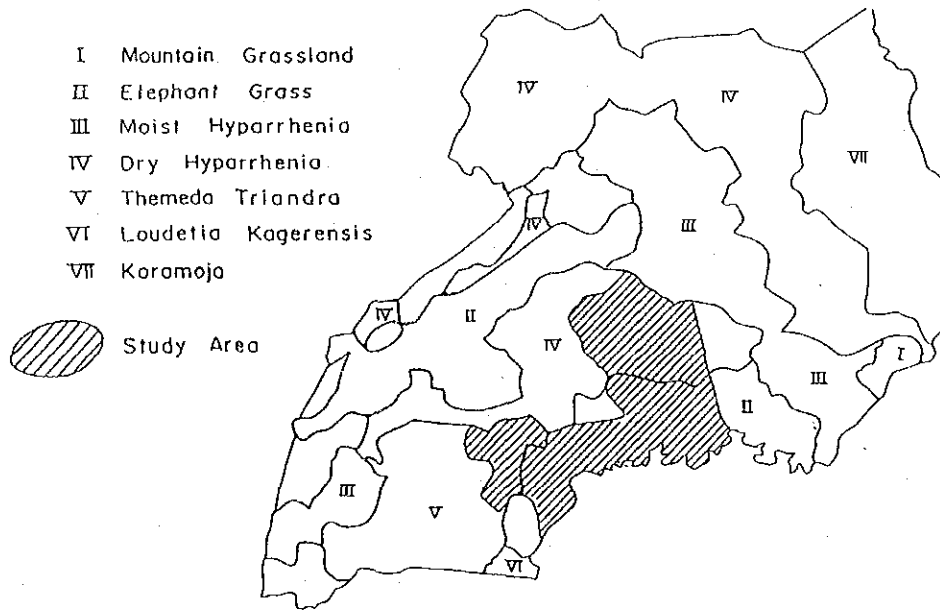 I Mountain Grassland
II Elephant Grass
III Moist Hyparrhenia
IV Dry Hyparrhenia
V Themeda Triandra
VI Loudetia Kagerensis
VII Karamoja
Study Area
IV
IV
VII
IV
III
IV
II
IV
I
III
II
III
V
VI